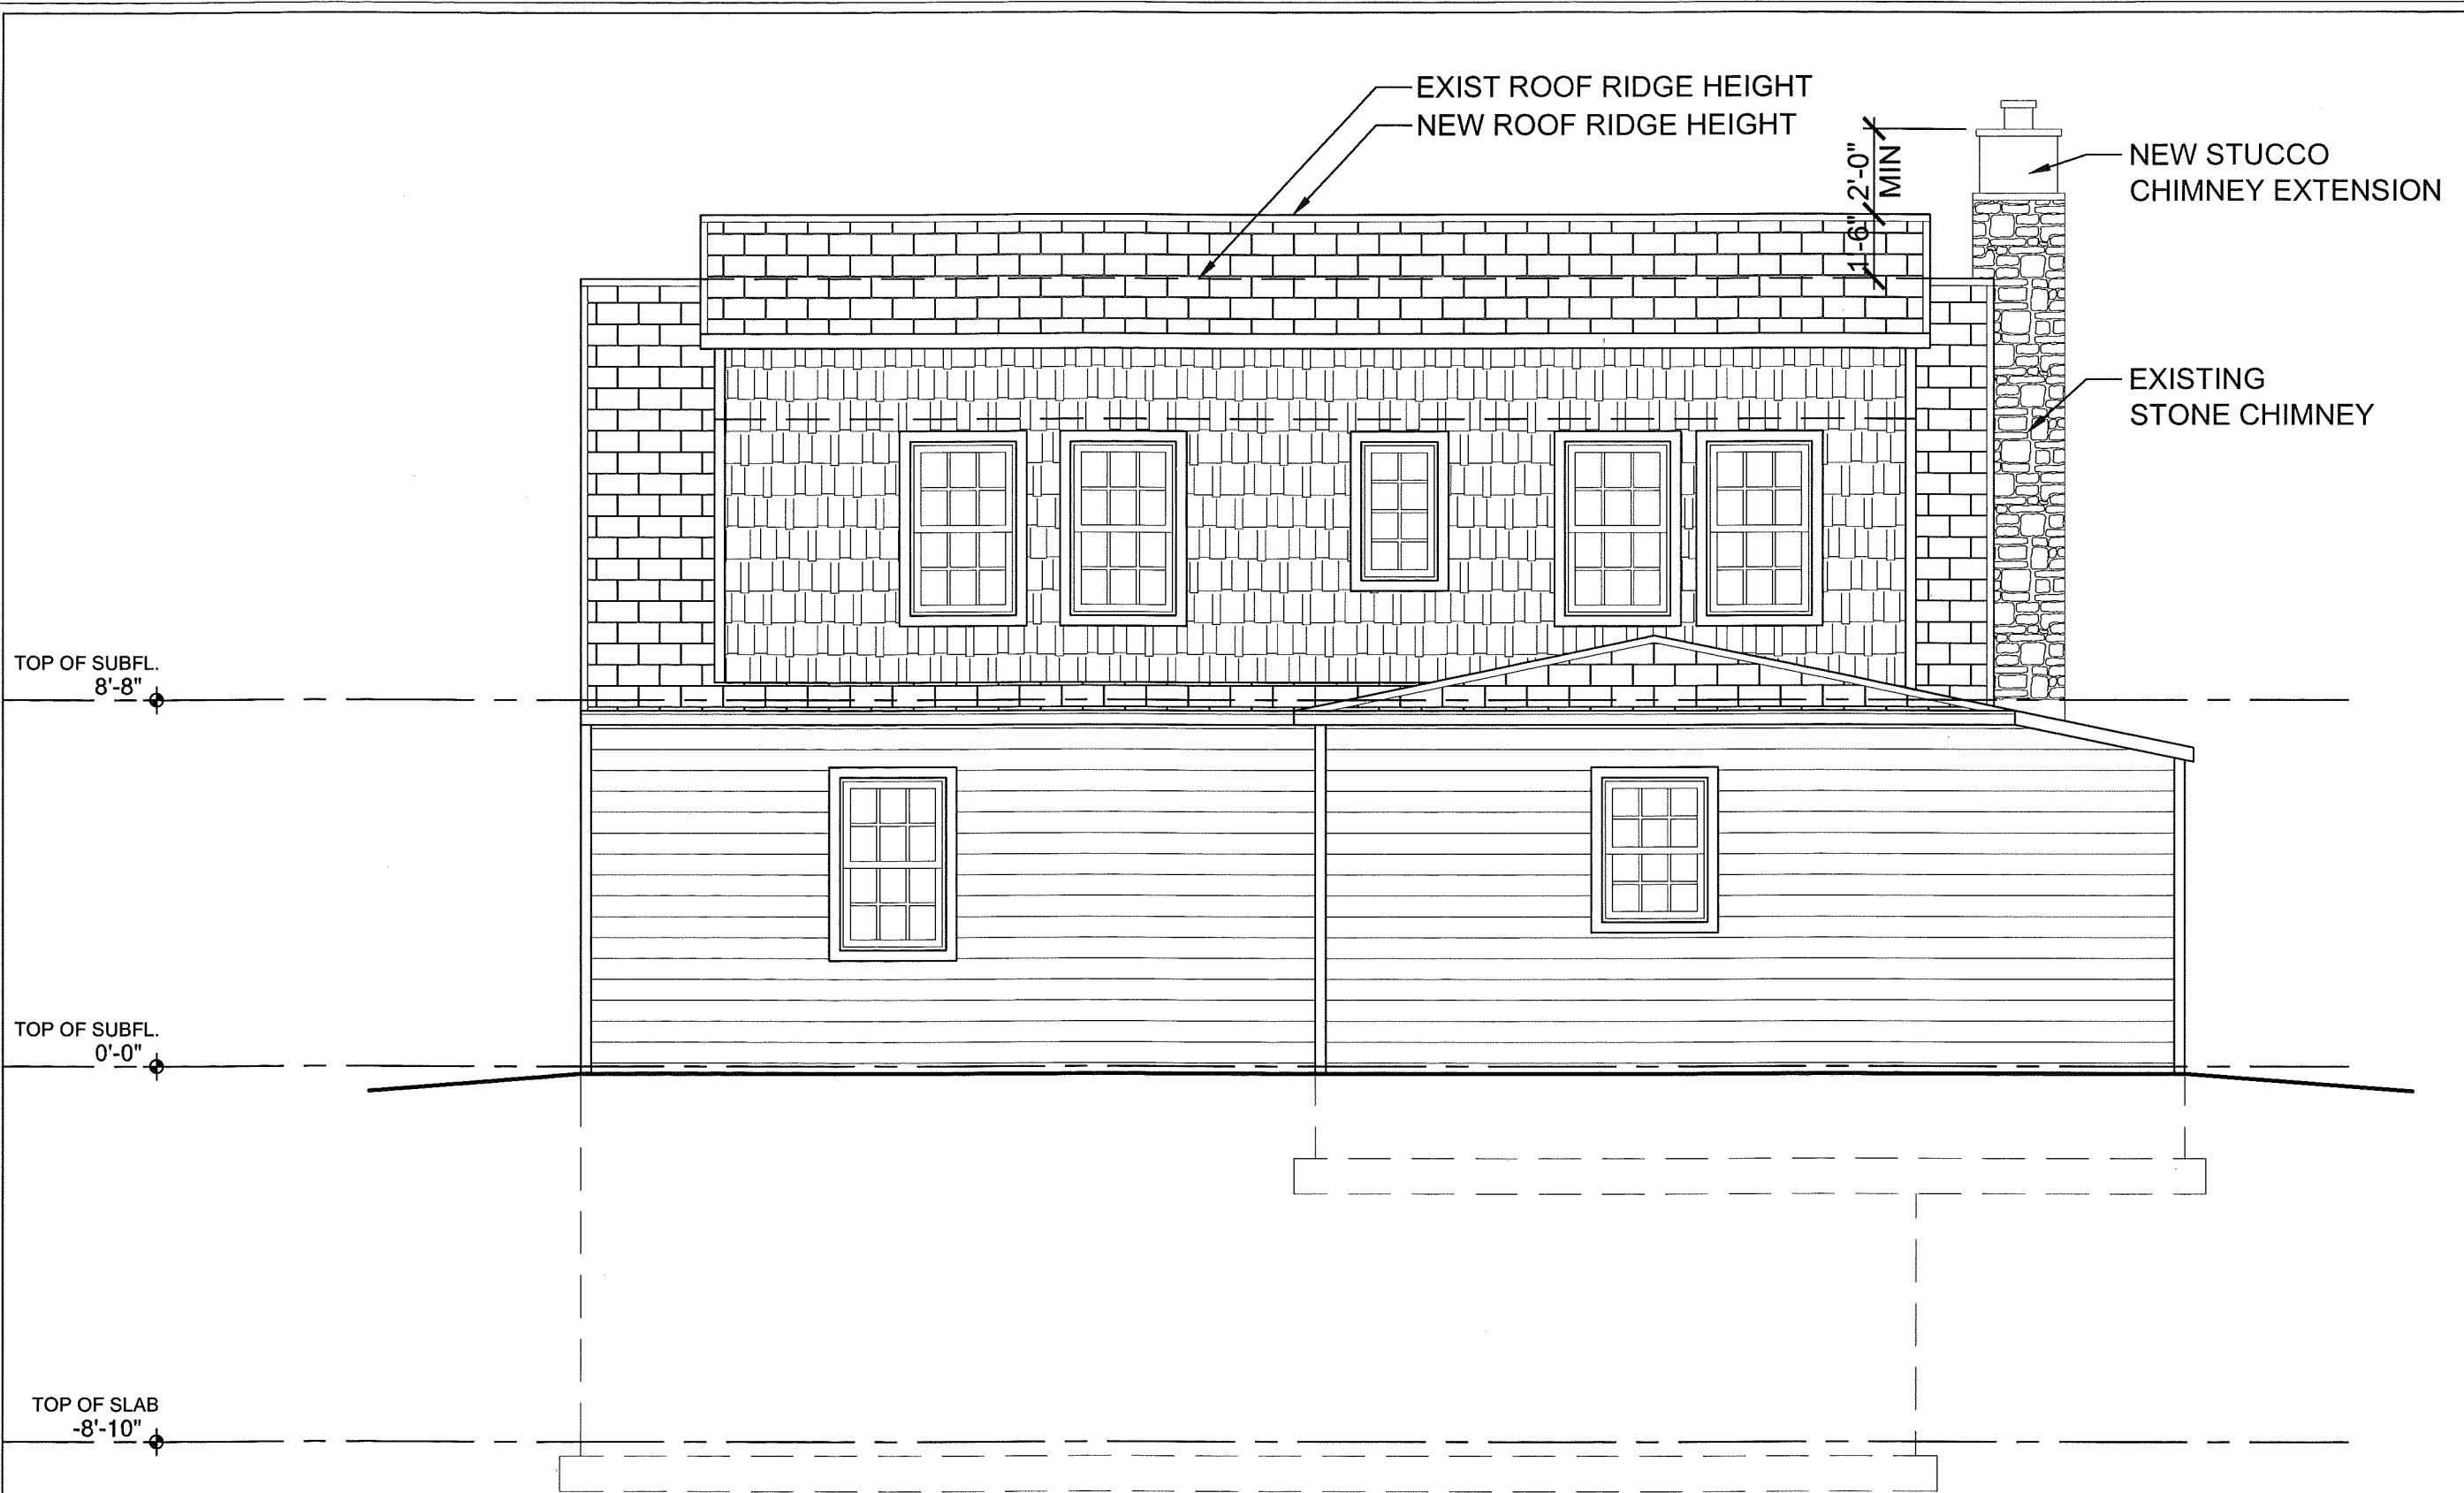 EXIST ROOF RIDGE HEIGHT
NEW ROOF RIDGE HEIGHT
2'-0"
MIN
1'-6"
NEW STUCCO
CHIMNEY EXTENSION
EXISTING
STONE CHIMNEY
TOP OF SUBFL.
8'-8"
TOP OF SUBFL.
0'-0"
TOP OF SLAB
-8'-10"